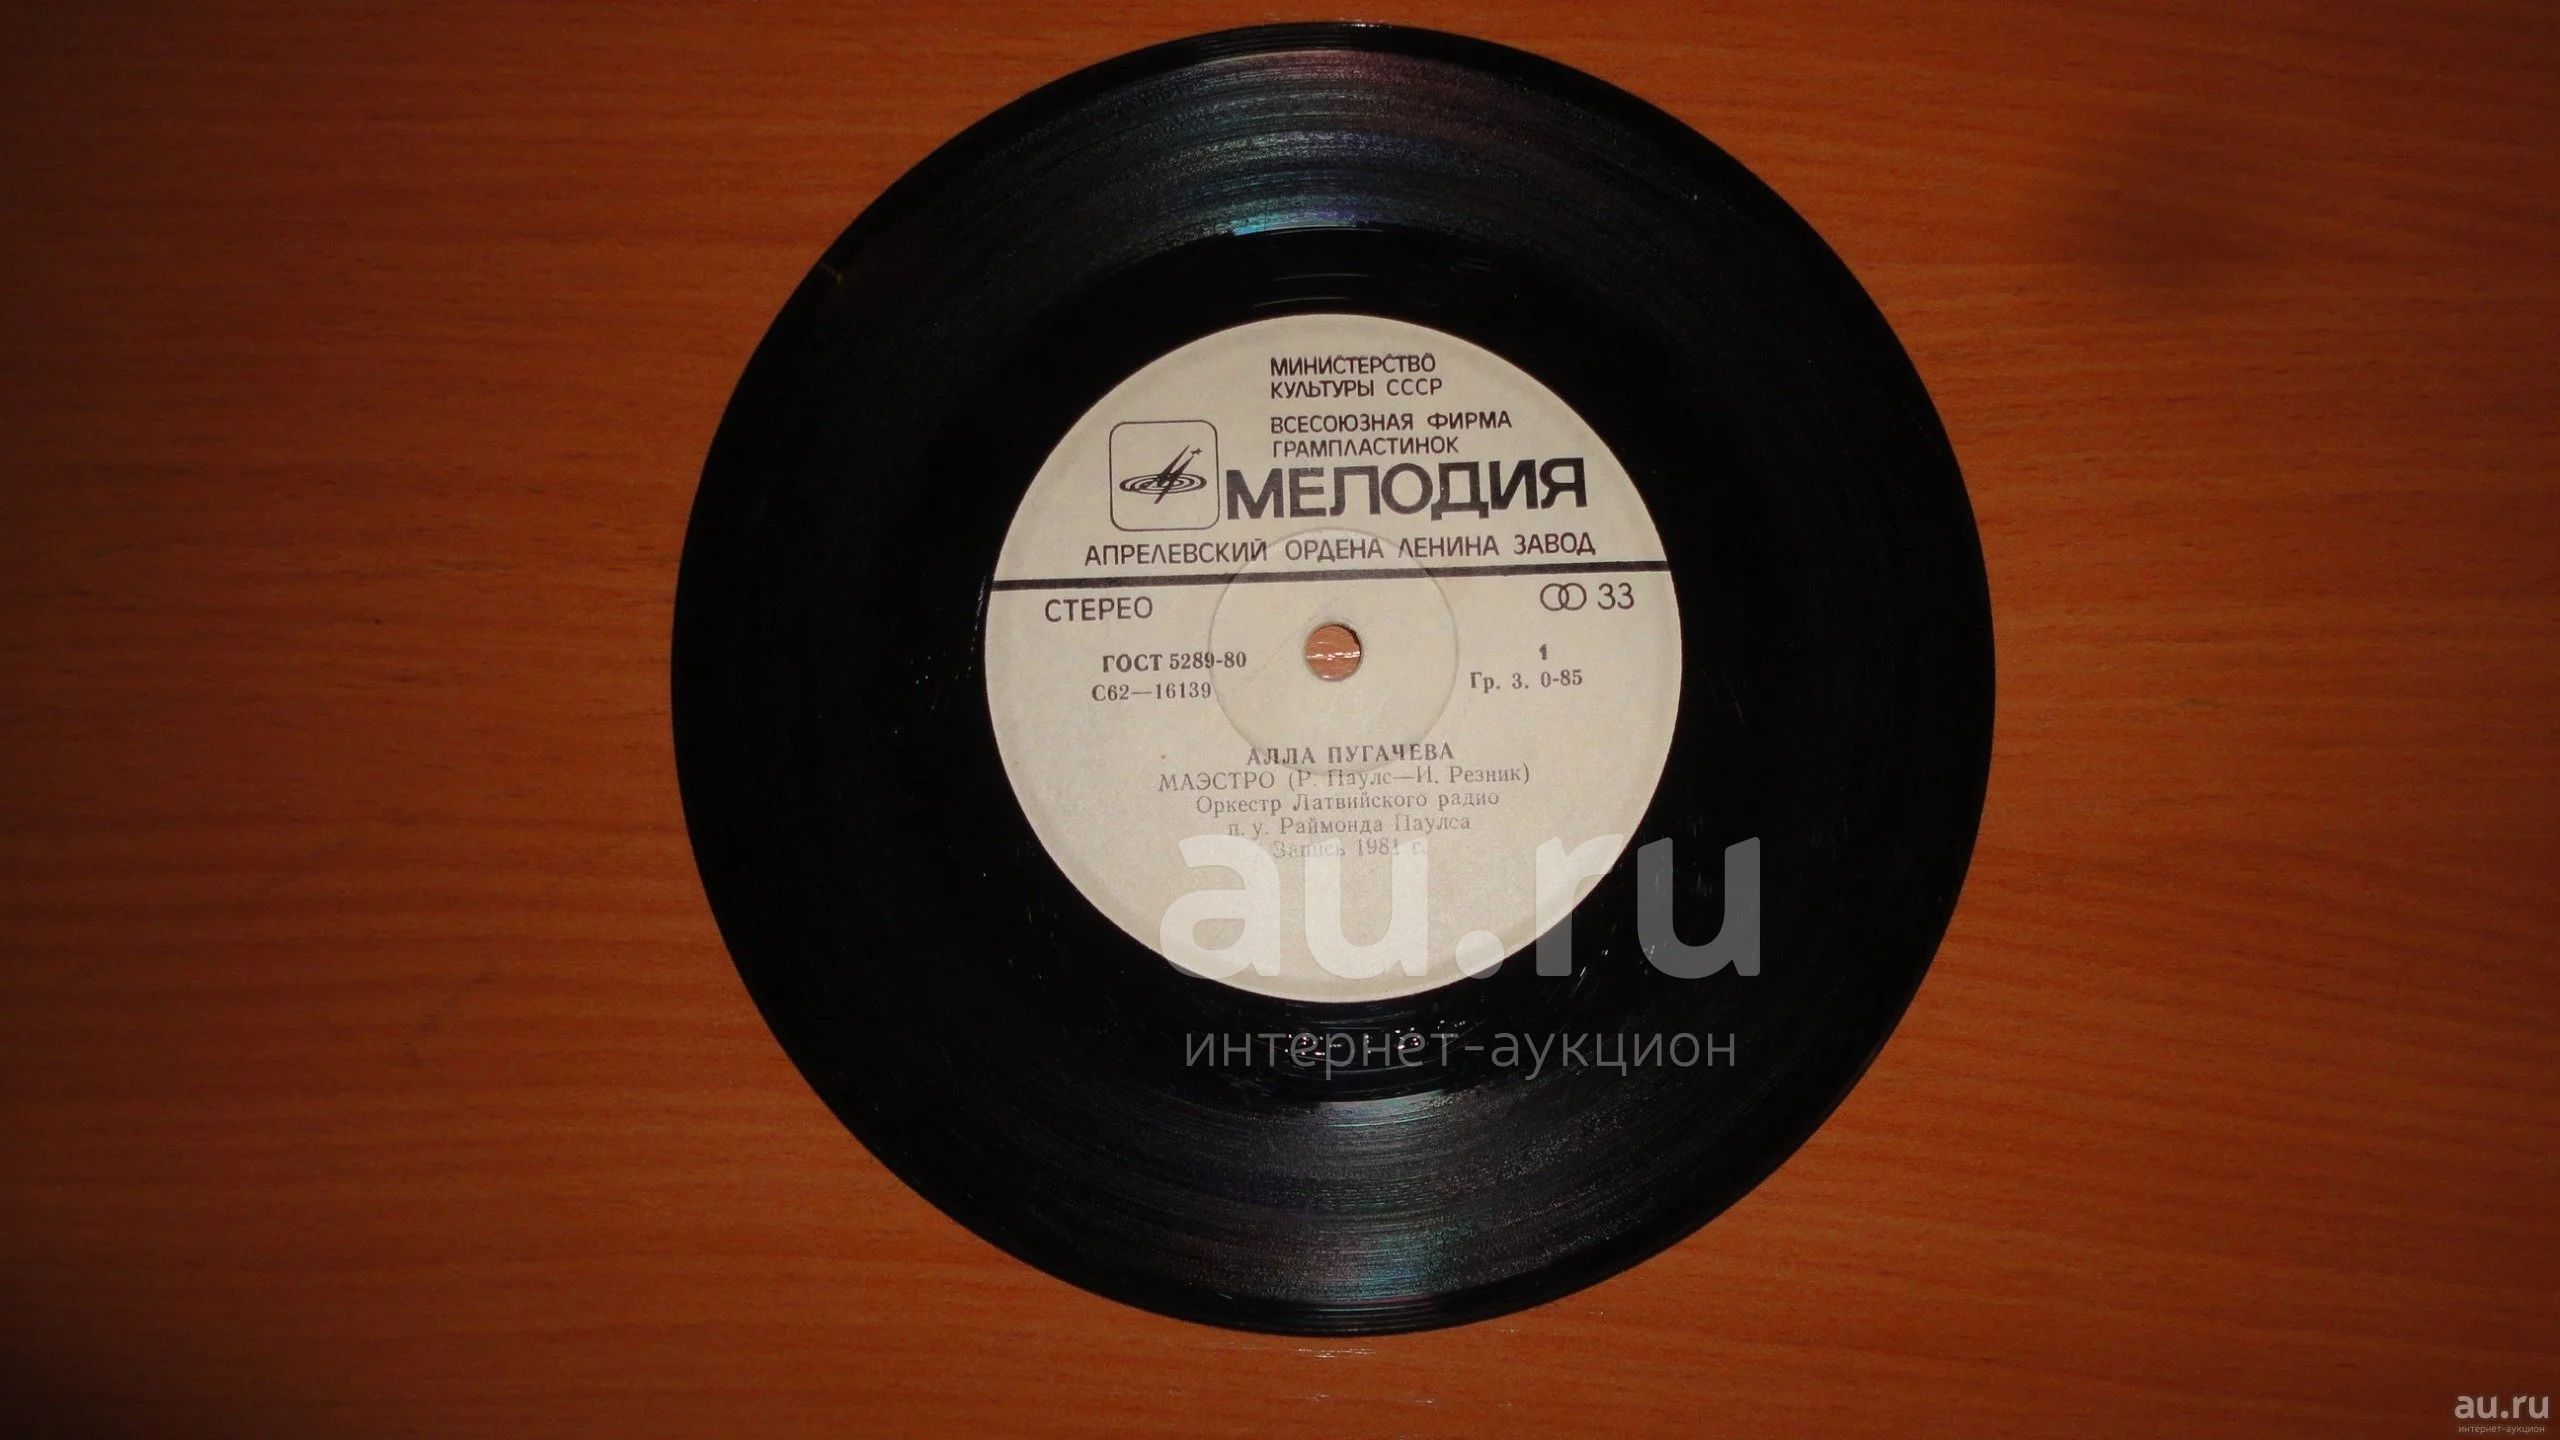 МИНИСТЕРСТВО
КУЛЬТУРЫ СССР
ВСЕСОЮЗНАЯ ФИРМА
ГРАМПЛАСТИНОК
МЕЛОДИЯ
АПРЕЛЕВСКИЙ ОРДЕНА ЛЕНИНА ЗАВОД
СТЕРЕО 33
ГОСТ 5289-80 1
С62—16139 Гр. 3. 0-85
АЛЛА ПУГАЧЕВА
МАЭСТРО (Р. Паулс—И. Резник)
Оркестр Латвийского радио
п. у. Раймонда Паулса
Запись 1981 г.
au.ru
интернет-аукцион
au.ru
интернет-аукцион